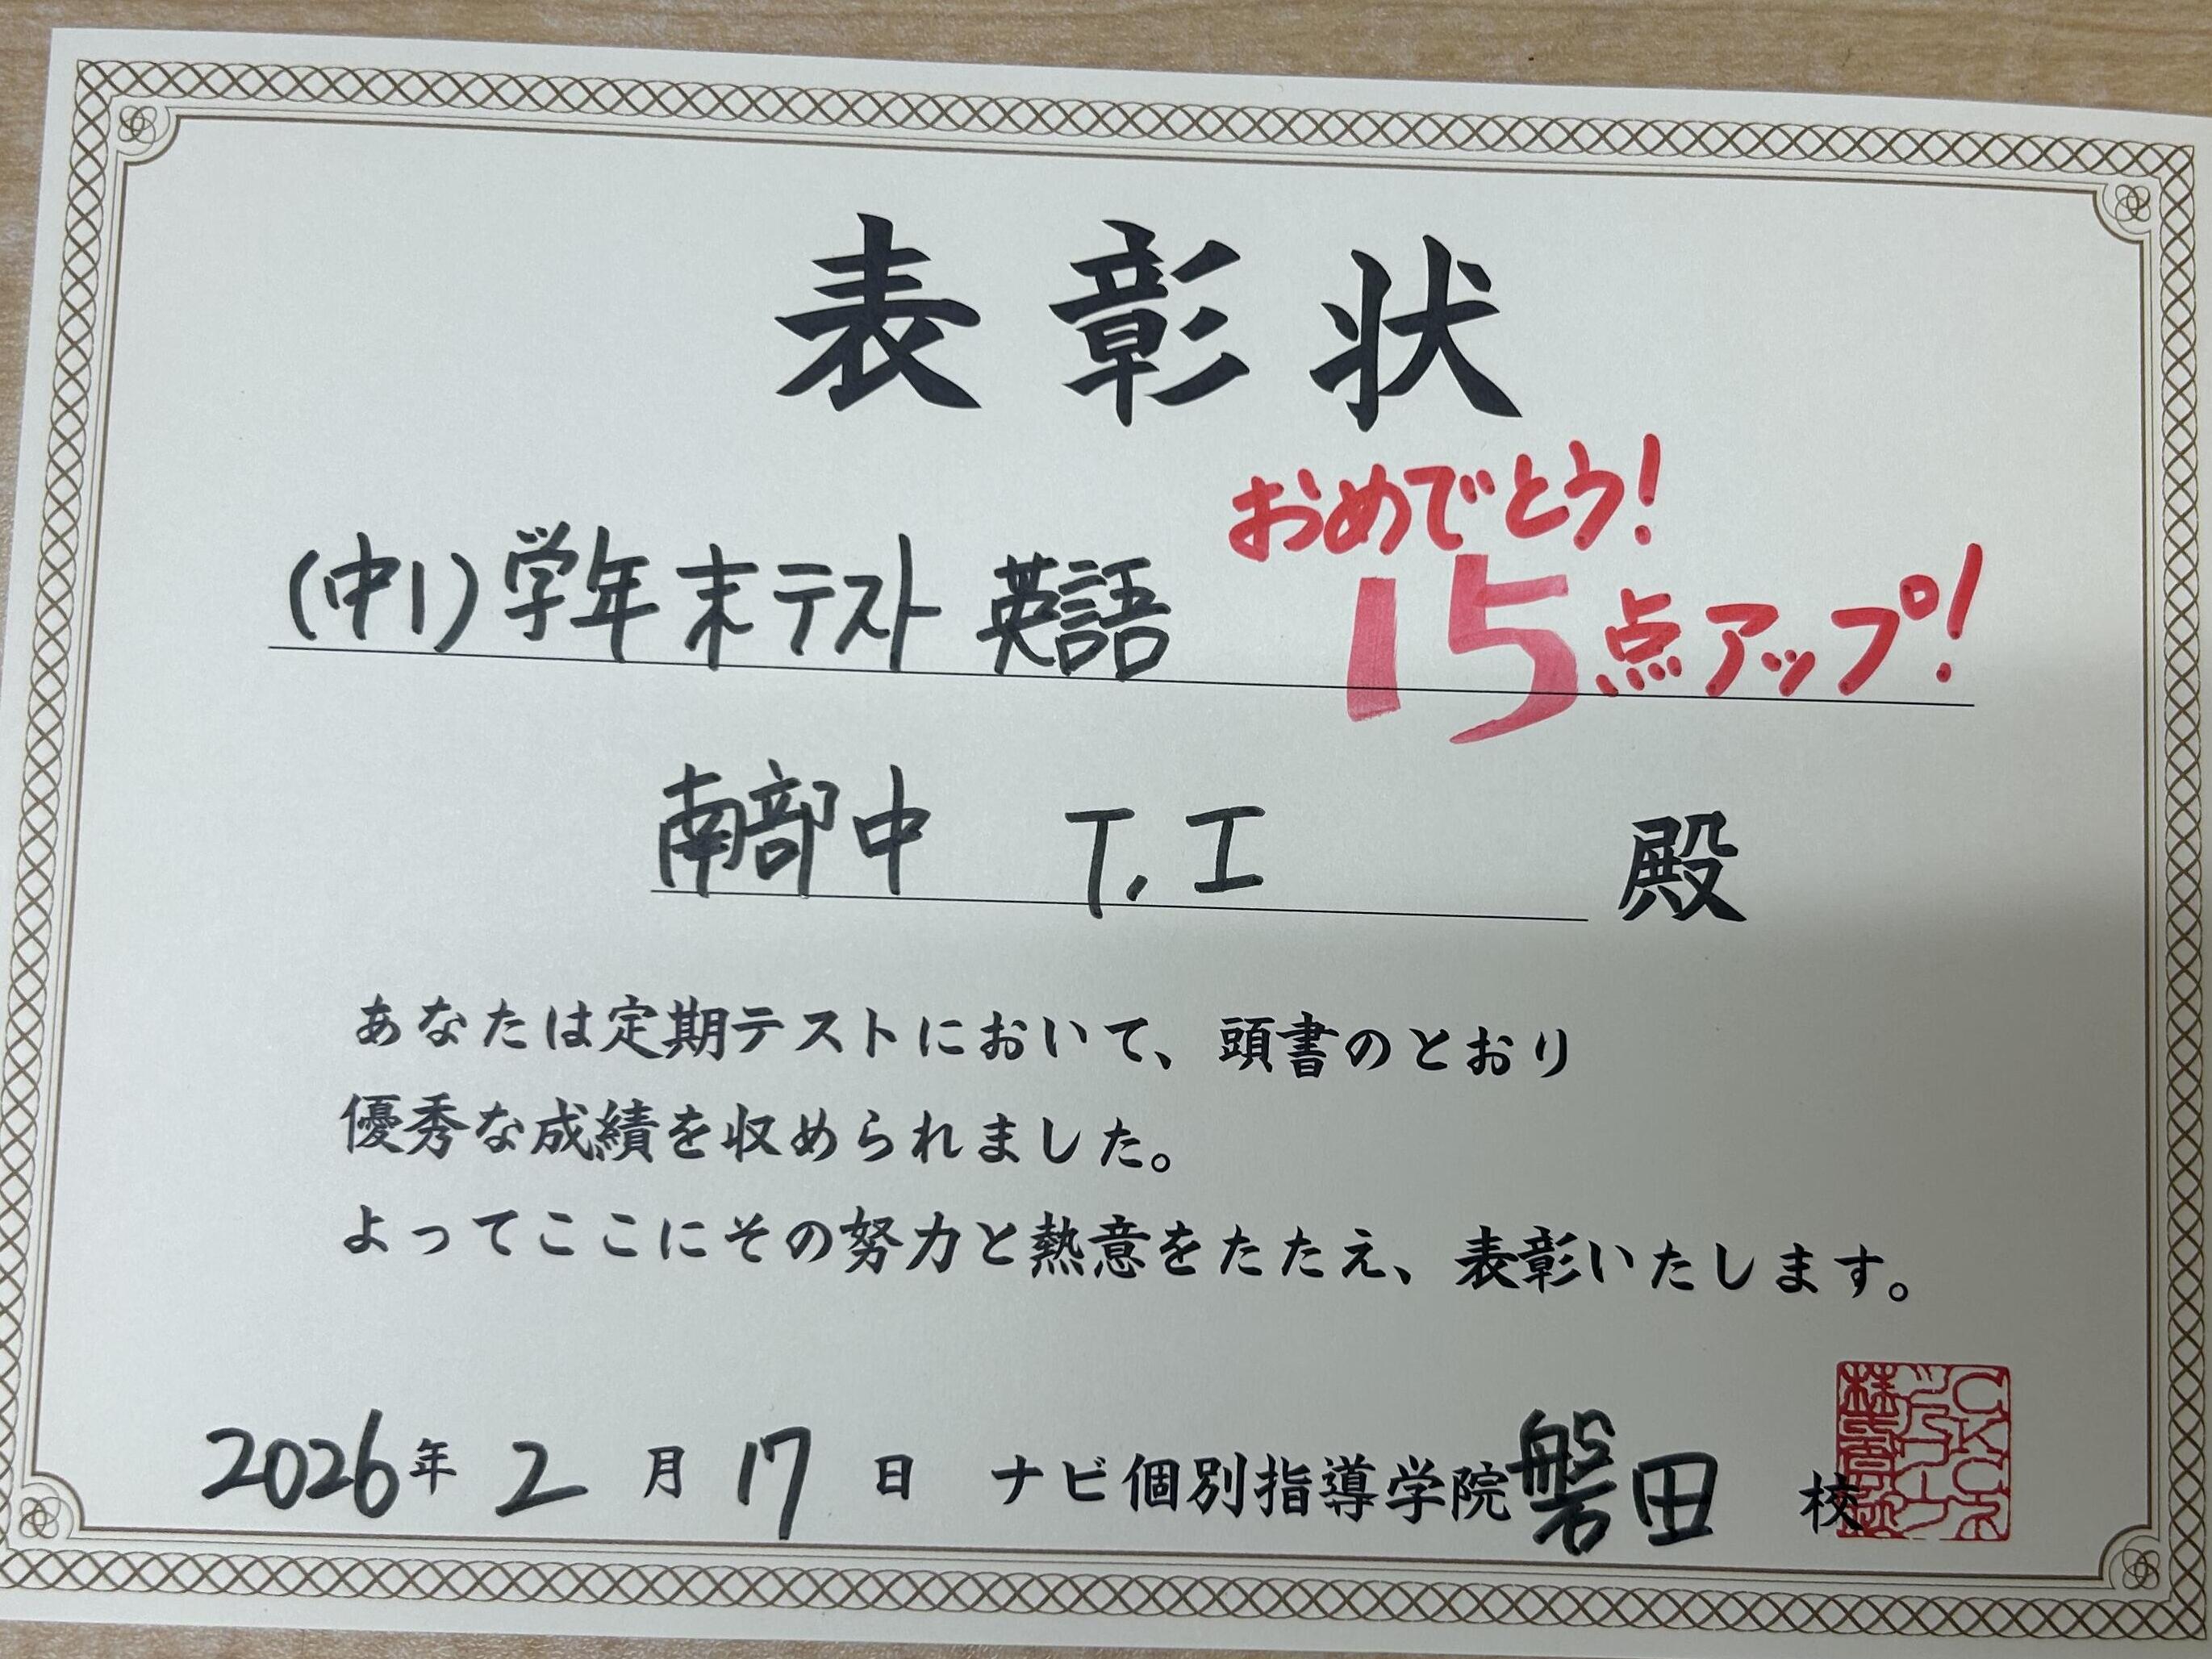 表彰状
おめでとう!
(中1)学年末テスト 英語 15点アップ!
南部中 T.I 殿
あなたは定期テストにおいて、頭書のとおり
優秀な成績を収められました。
よってここにその努力と熱意をたたえ、表彰いたします。
2026年 2月 17日 ナビ個別指導学院磐田校